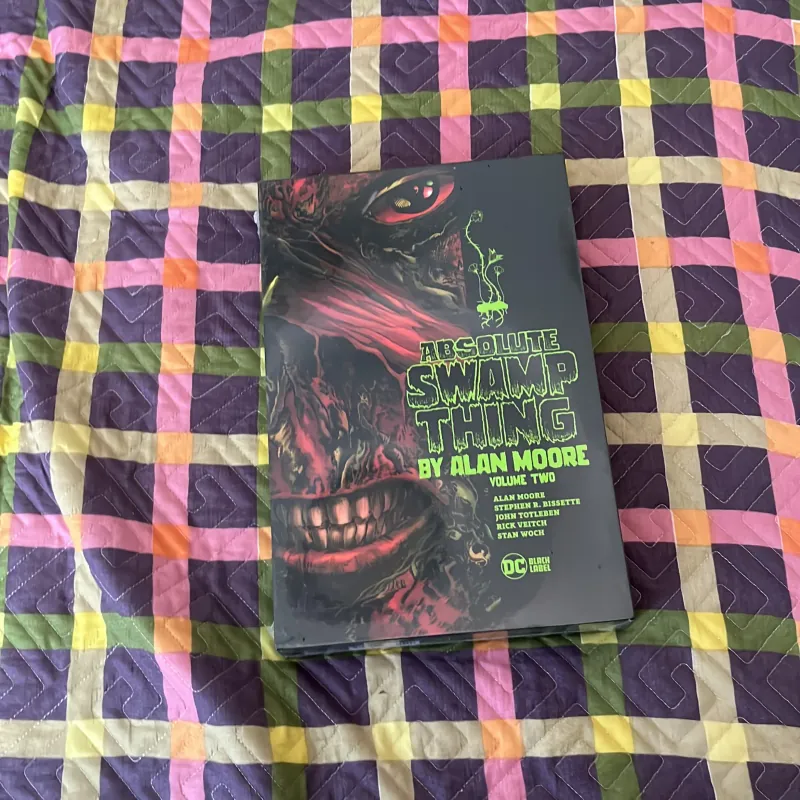 ABSOLUTE
SWAMP
THING
BY ALAN MOORE
VOLUME TWO
ALAN MOORE
STEPHEN R. BISSETTE
JOHN TOTLEBEN
RICK VEITCH
STAN WOCH
DC BLACK
LABEL